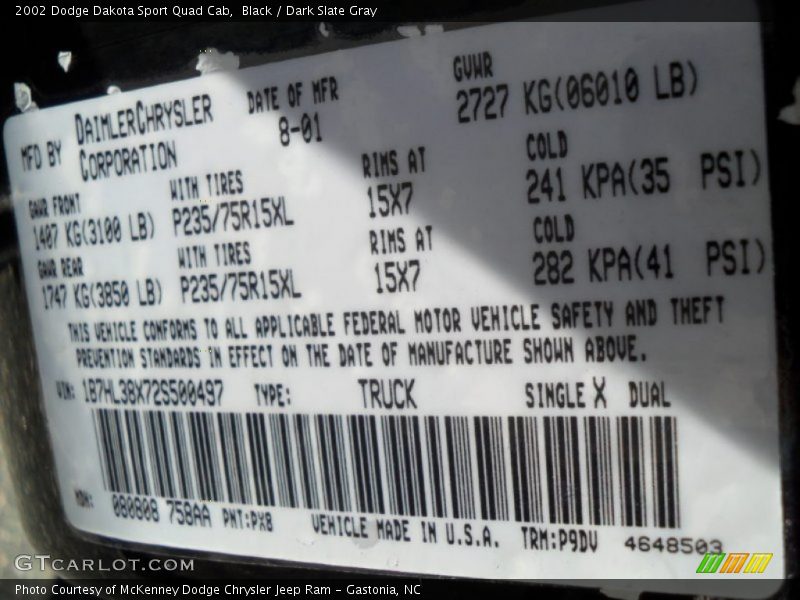 2002 Dodge Dakota Sport Quad Cab,  Black / Dark Slate Gray
MFD BY DAIMLERCHRYSLER CORPORATION
DATE OF MFR 8-01
GVWR 2727 KG(06010 LB)
GAWR FRONT 1407 KG(3100 LB)
WITH TIRES P235/75R15XL
RIMS AT 15X7
COLD 241 KPA(35 PSI)
GAWR REAR 1747 KG(3850 LB)
WITH TIRES P235/75R15XL
RIMS AT 15X7
COLD 282 KPA(41 PSI)
THIS VEHICLE CONFORMS TO ALL APPLICABLE FEDERAL MOTOR VEHICLE SAFETY AND THEFT
PREVENTION STANDARDS IN EFFECT ON THE DATE OF MANUFACTURE SHOWN ABOVE.
VIN: 1B7HL38X72S500497 TYPE: TRUCK SINGLE X DUAL
MDH: 080808 758AA PNT:PX8 VEHICLE MADE IN U.S.A. TRM:P9DV 4648503
GTCARLOT.COM
Photo Courtesy of McKenney Dodge Chrysler Jeep Ram - Gastonia, NC